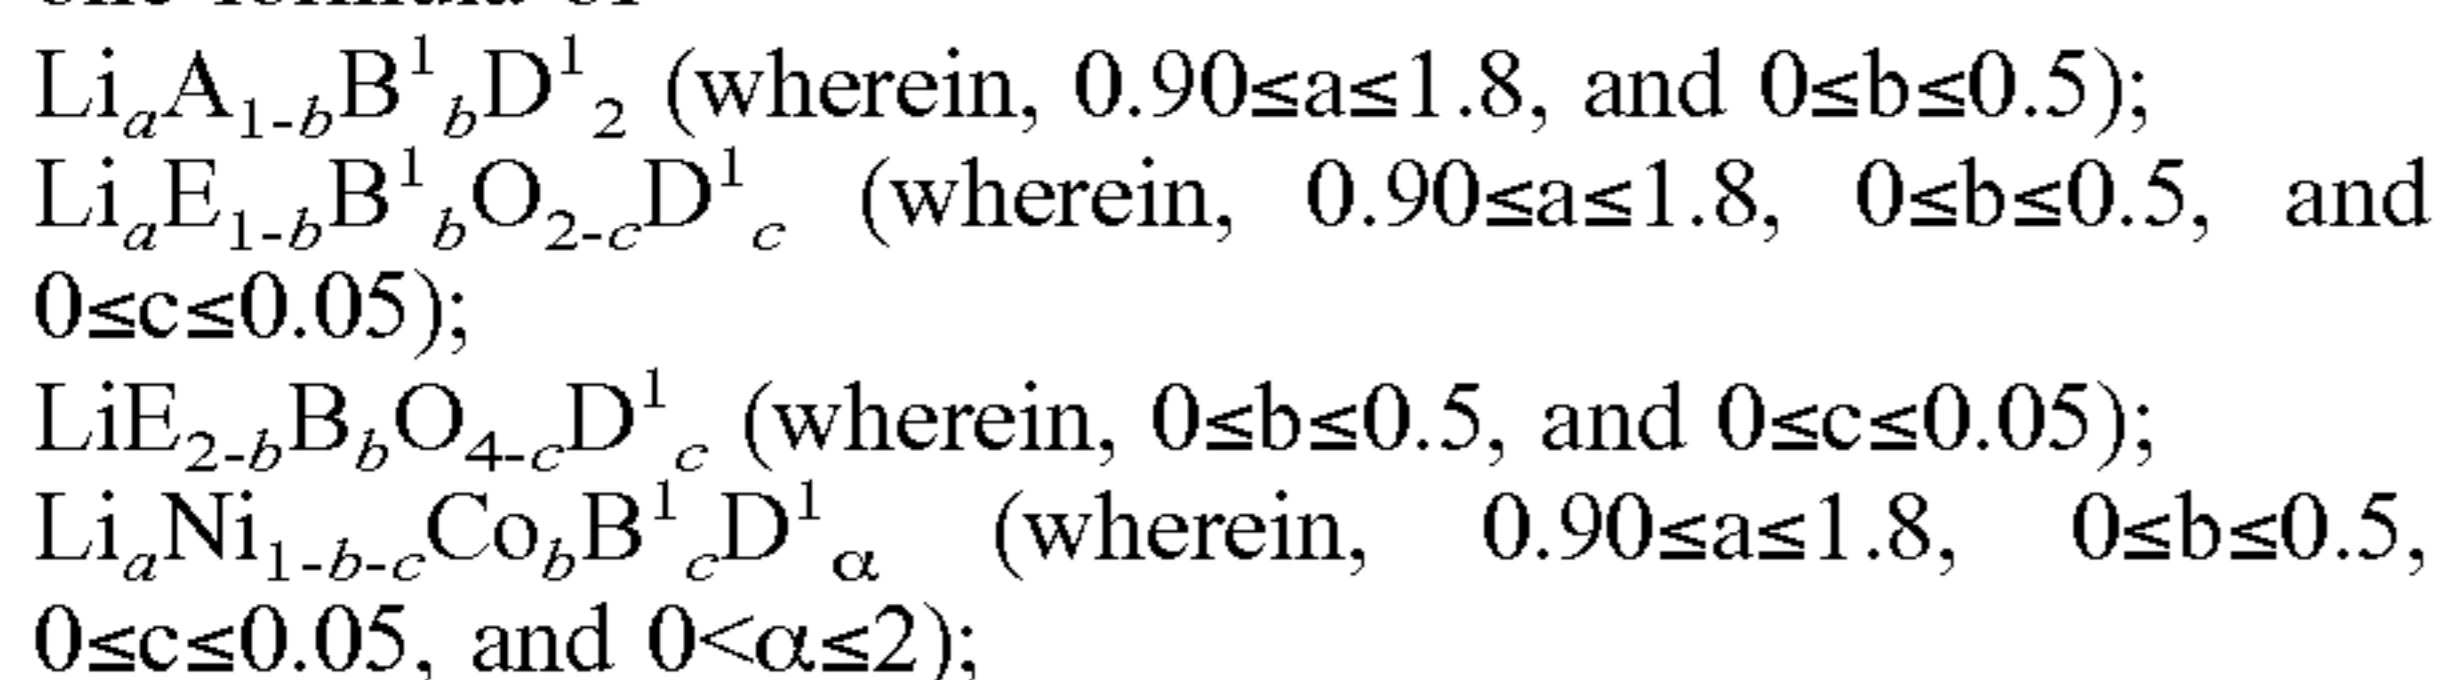 Li_aA_{1-b}B^1_bD^1_2 (wherein, 0.90≤a≤1.8, and 0≤b≤0.5);
Li_aE_{1-b}B^1_bO_{2-c}D^1_c (wherein, 0.90≤a≤1.8, 0≤b≤0.5, and
0≤c≤0.05);
LiE_{2-b}B_bO_{4-c}D^1_c (wherein, 0≤b≤0.5, and 0≤c≤0.05);
Li_aNi_{1-b-c}Co_bB^1_cD^1_α (wherein, 0.90≤a≤1.8, 0≤b≤0.5,
0≤c≤0.05, and 0<α≤2);